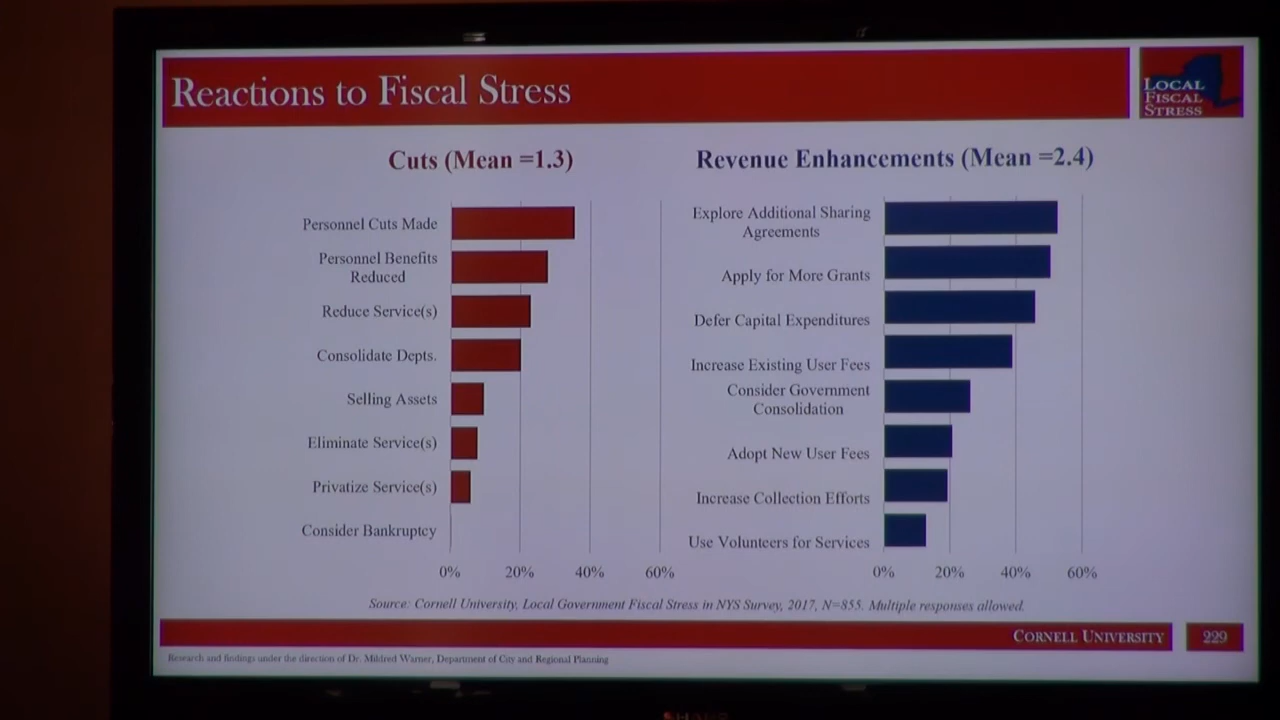 Reactions to Fiscal Stress
LOCAL
FISCAL
STRESS
Cuts (Mean =1.3)
Personnel Cuts Made
Personnel Benefits
Reduced
Reduce Service(s)
Consolidate Depts.
Selling Assets
Eliminate Service(s)
Privatize Service(s)
Consider Bankruptcy
0% 20% 40% 60%
Revenue Enhancements (Mean =2.4)
Explore Additional Sharing
Agreements
Apply for More Grants
Defer Capital Expenditures
Increase Existing User Fees
Consider Government
Consolidation
Adopt New User Fees
Increase Collection Efforts
Use Volunteers for Services
0% 20% 40% 60%
Source: Cornell University, Local Government Fiscal Stress in NYS Survey, 2017, N=855. Multiple responses allowed.
CORNELL UNIVERSITY
229
Research and findings under the direction of Dr. Mildred Warner, Department of City and Regional Planning
SHARP